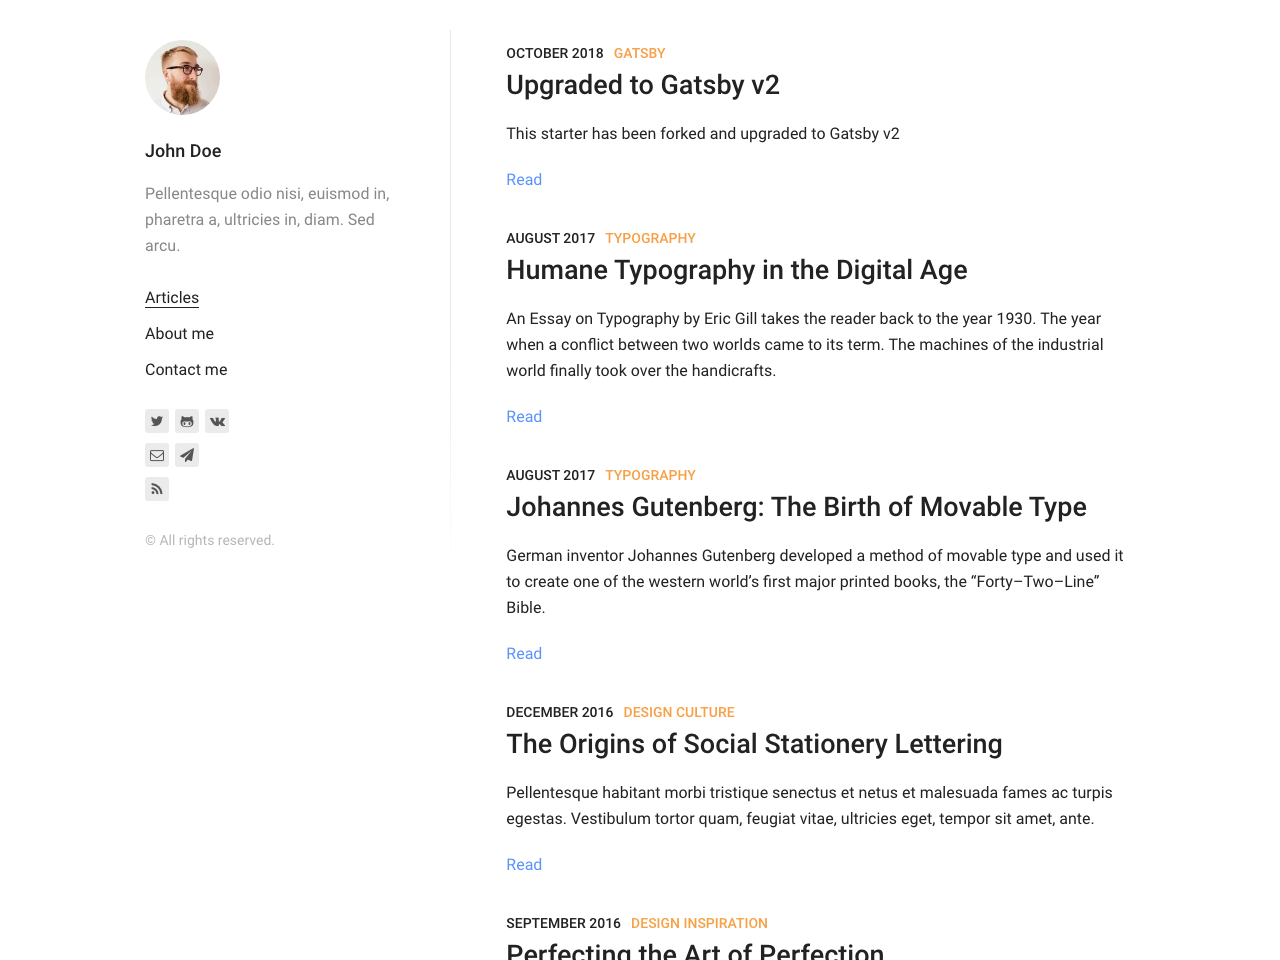 John Doe
Pellentesque odio nisi, euismod in,
pharetra a, ultricies in, diam. Sed
arcu.
Articles
About me
Contact me
© All rights reserved.
OCTOBER 2018 GATSBY
Upgraded to Gatsby v2
This starter has been forked and upgraded to Gatsby v2
Read
AUGUST 2017 TYPOGRAPHY
Humane Typography in the Digital Age
An Essay on Typography by Eric Gill takes the reader back to the year 1930. The year
when a conflict between two worlds came to its term. The machines of the industrial
world finally took over the handicrafts.
Read
AUGUST 2017 TYPOGRAPHY
Johannes Gutenberg: The Birth of Movable Type
German inventor Johannes Gutenberg developed a method of movable type and used it
to create one of the western world’s first major printed books, the “Forty–Two–Line”
Bible.
Read
DECEMBER 2016 DESIGN CULTURE
The Origins of Social Stationery Lettering
Pellentesque habitant morbi tristique senectus et netus et malesuada fames ac turpis
egestas. Vestibulum tortor quam, feugiat vitae, ultricies eget, tempor sit amet, ante.
Read
SEPTEMBER 2016 DESIGN INSPIRATION
Perfecting the Art of Perfection